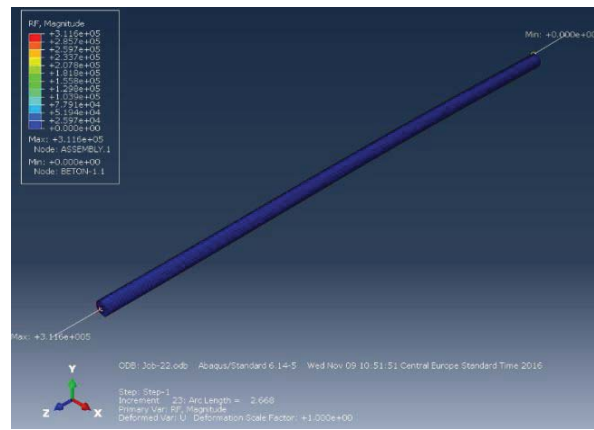 RF, Magnitude
+3.116e+05
+2.857e+05
+2.597e+05
+2.337e+05
+2.078e+05
+1.818e+05
+1.558e+05
+1.298e+05
+1.039e+05
+7.791e+04
+5.194e+04
+2.597e+04
+0.000e+00
Max: +3.116e+05
Node: ASSEMBLY.1
Min: +0.000e+00
Node: BETON-1.1
Min: +0.000e+00
Max: +3.116e+005
ODB: Job-22.odb Abaqus/Standard 6.14-5 Wed Nov 09 10:51:51 Central Europe Standard Time 2016
Y
Z X
Step: Step-1
Increment 23: Arc Length = 2.668
Primary Var: RF, Magnitude
Deformed Var: U Deformation Scale Factor: +1.000e+00